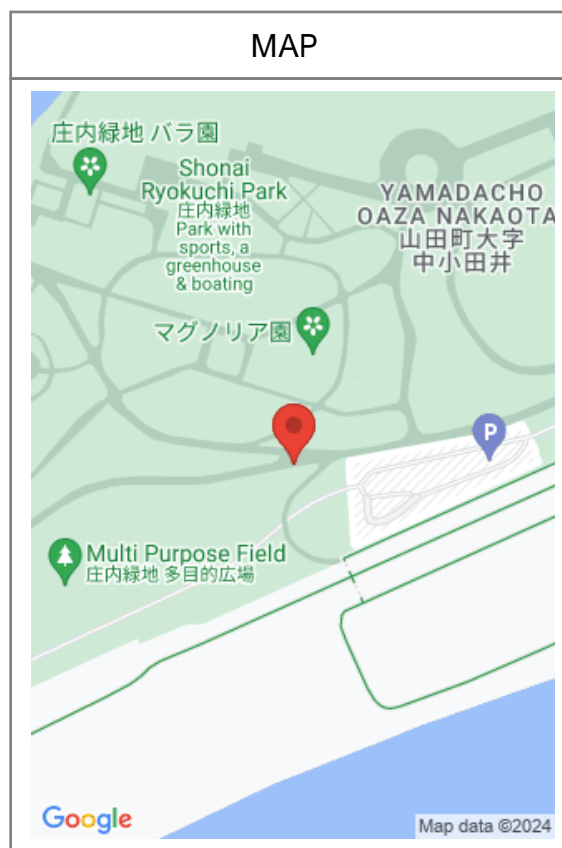 MAP
庄内緑地 バラ園
Shonai
Ryokuchi Park
庄内緑地
Park with
sports, a
greenhouse
& boating
YAMADACHO
OAZA NAKAOTA
山田町大字
中小田井
マグノリア園
P
Multi Purpose Field
庄内緑地 多目的広場
Google
Map data ©2024